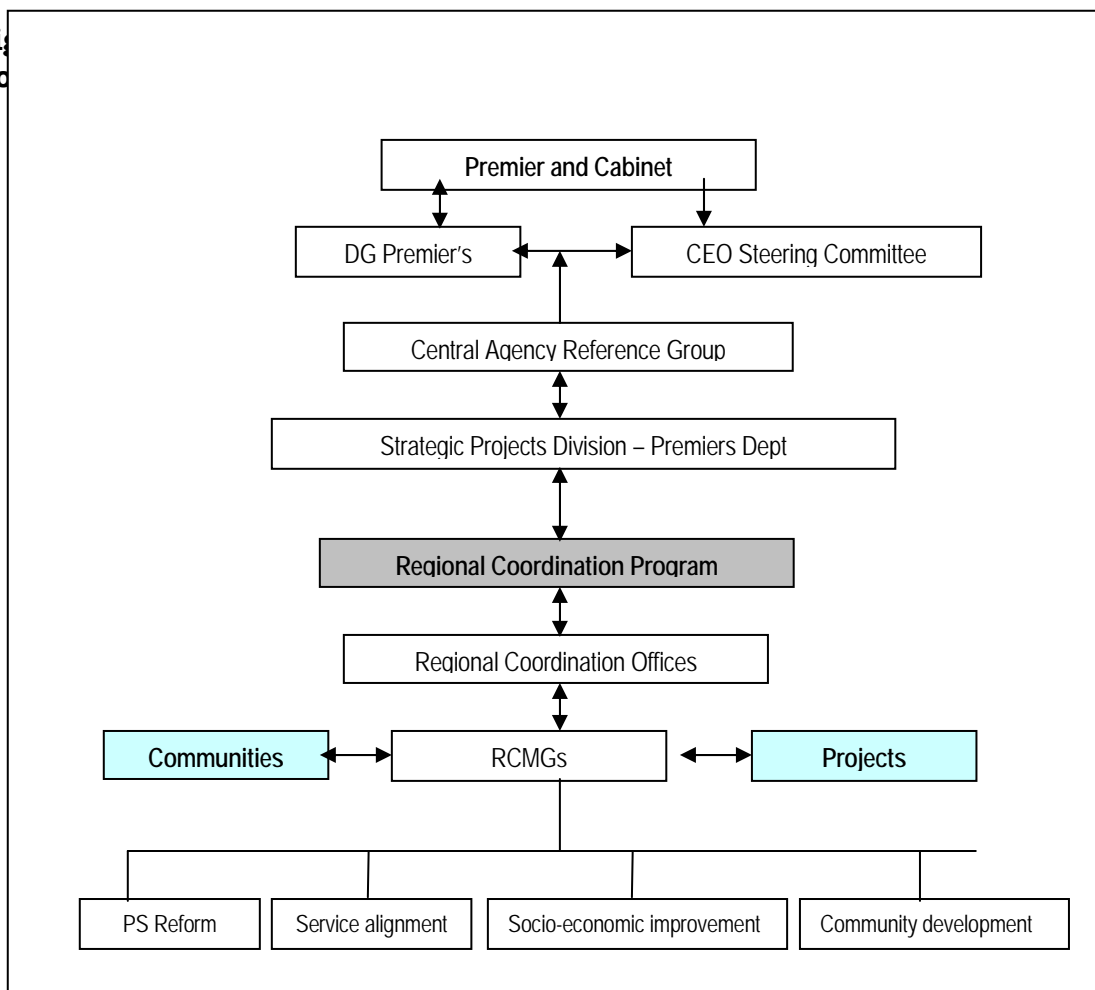 Premier and Cabinet
DG Premier's
CEO Steering Committee
Central Agency Reference Group
Strategic Projects Division – Premiers Dept
Regional Coordination Program
Regional Coordination Offices
Communities
RCMGs
Projects
PS Reform
Service alignment
Socio-economic improvement
Community development